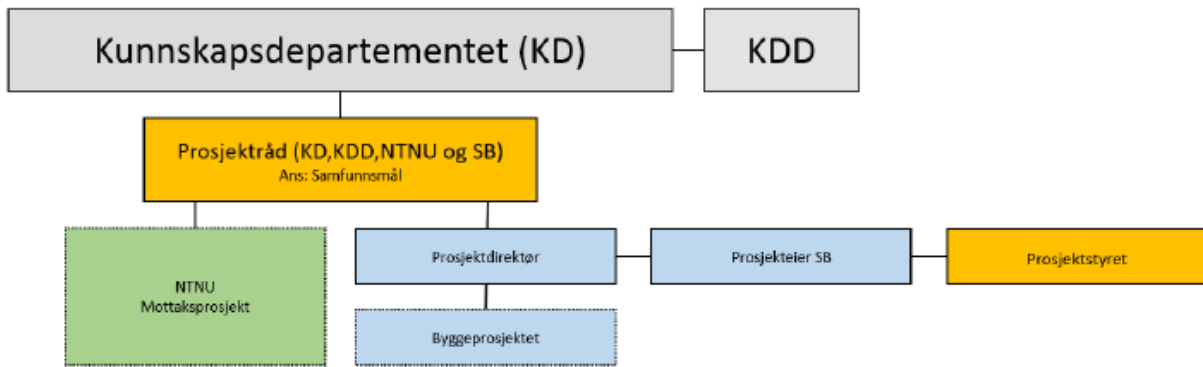 Kunnskapsdepartementet (KD)
KDD
Prosjektråd (KD,KDD,NTNU og SB)
Ans: Samfunnsmål
NTNU
Mottaksprosjekt
Prosjektdirektør
Prosjekteier SB
Prosjektstyret
Byggeprosjektet